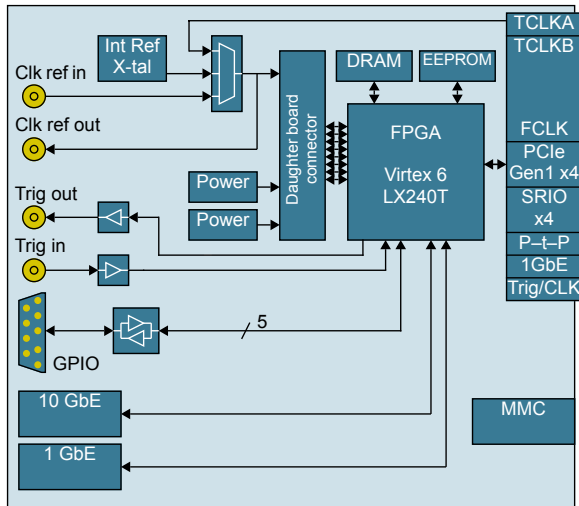 Clk ref in
Int Ref
X-tal
Clk ref out
Trig out
Trig in
GPIO
Power
Power
Daughter board
connector
DRAM
EEPROM
FPGA
Virtex 6
LX240T
5
10 GbE
1 GbE
MMC
TCLKA
TCLKB
FCLK
PCIe
Gen1 x4
SRIO
x4
P–t–P
1GbE
Trig/CLK